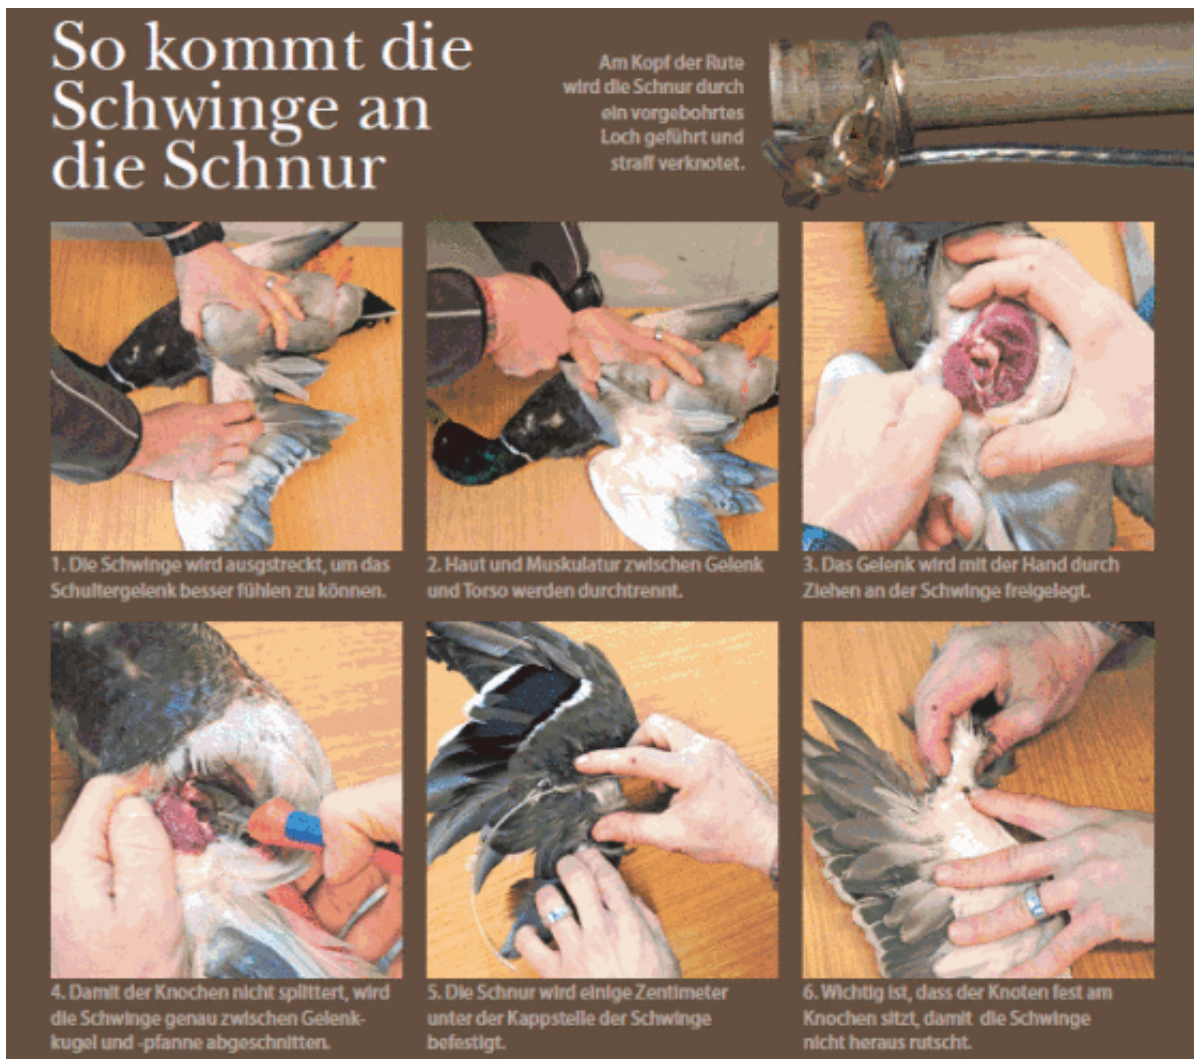 So kommt die
Schwinge an
die Schnur
Am Kopf der Rute
wird die Schnur durch
ein vorgebohrtes
Loch geführt und
straff verknotet.
1. Die Schwinge wird ausgstreckt, um das
Schultergelenk besser fühlen zu können.
2. Haut und Muskulatur zwischen Gelenk
und Torso werden durchtrennt.
3. Das Gelenk wird mit der Hand durch
Ziehen an der Schwinge freigelegt.
4. Damit der Knochen nicht splittert, wird
die Schwinge genau zwischen Gelenk-
kugel und -pfanne abgeschnitten.
5. Die Schnur wird einige Zentimeter
unter der Kappstelle der Schwinge
befestigt.
6. Wichtig ist, dass der Knoten fest am
Knochen sitzt, damit die Schwinge
nicht heraus rutscht.